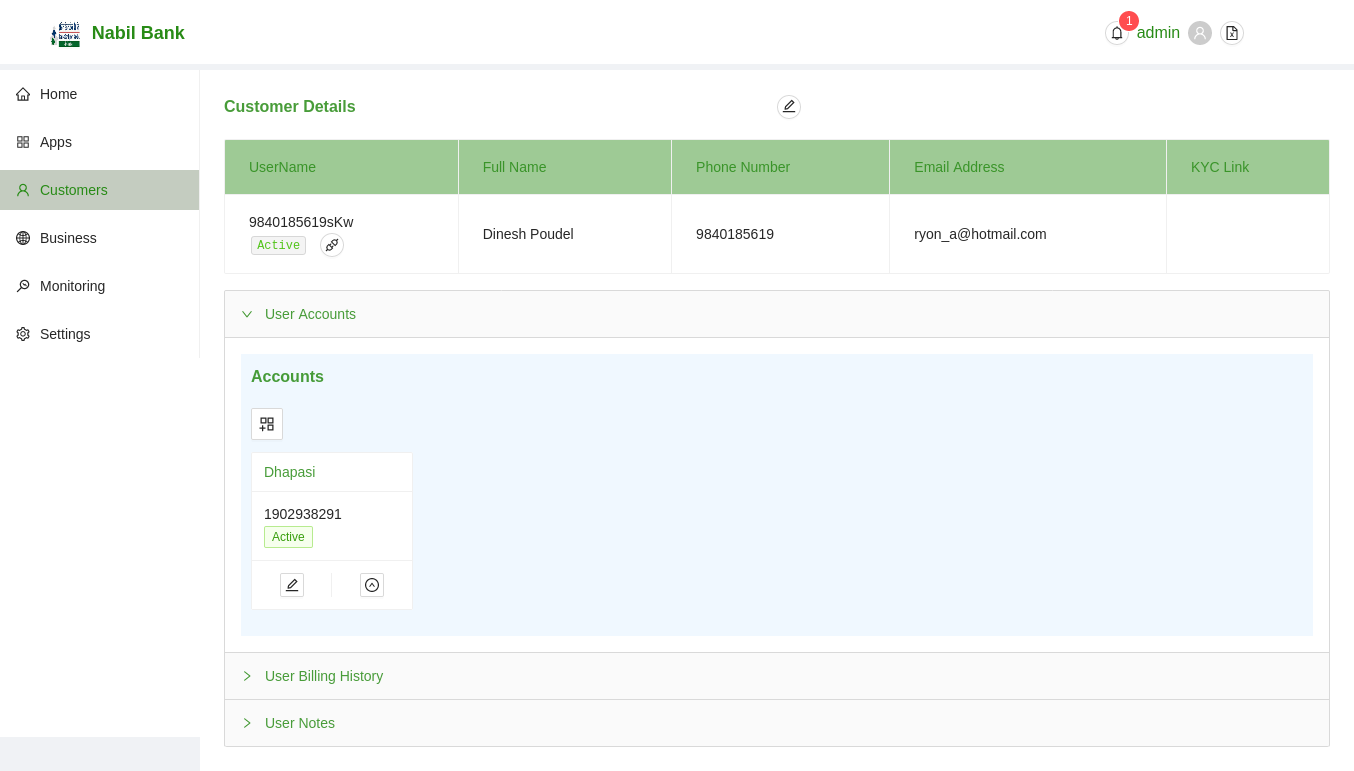 Nabil Bank
1
admin
Home
Apps
Customers
Business
Monitoring
Settings
Customer Details
UserName Full Name Phone Number Email Address KYC Link
9840185619sKw
Active
Dinesh Poudel 9840185619 ryon_a@hotmail.com
User Accounts
Accounts
Dhapasi
1902938291
Active
User Billing History
User Notes